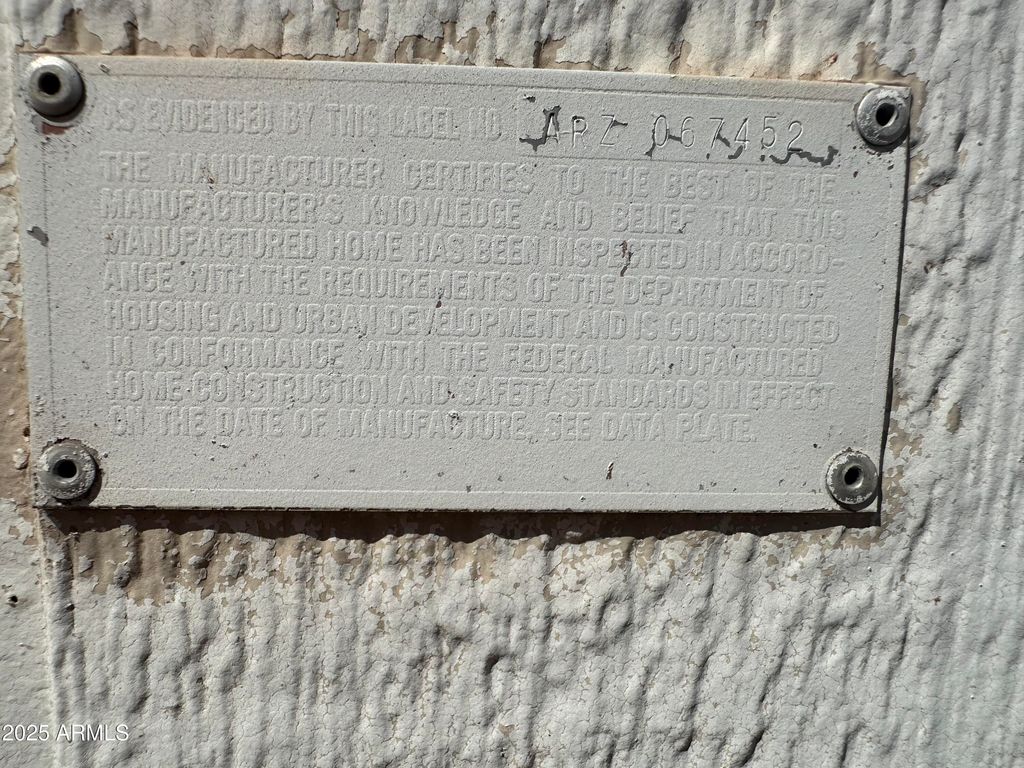 AS EVIDENCED BY THIS LABEL NO. ARZ 067452
THE MANUFACTURER CERTIFIES TO THE BEST OF THE
MANUFACTURER'S KNOWLEDGE AND BELIEF THAT THIS
MANUFACTURED HOME HAS BEEN INSPECTED IN ACCORD-
ANCE WITH THE REQUIREMENTS OF THE DEPARTMENT OF
HOUSING AND URBAN DEVELOPMENT AND IS CONSTRUCTED
IN CONFORMANCE WITH THE FEDERAL MANUFACTURED
HOME CONSTRUCTION AND SAFETY STANDARDS IN EFFECT
ON THE DATE OF MANUFACTURE. SEE DATA PLATE.
2025 ARMLS